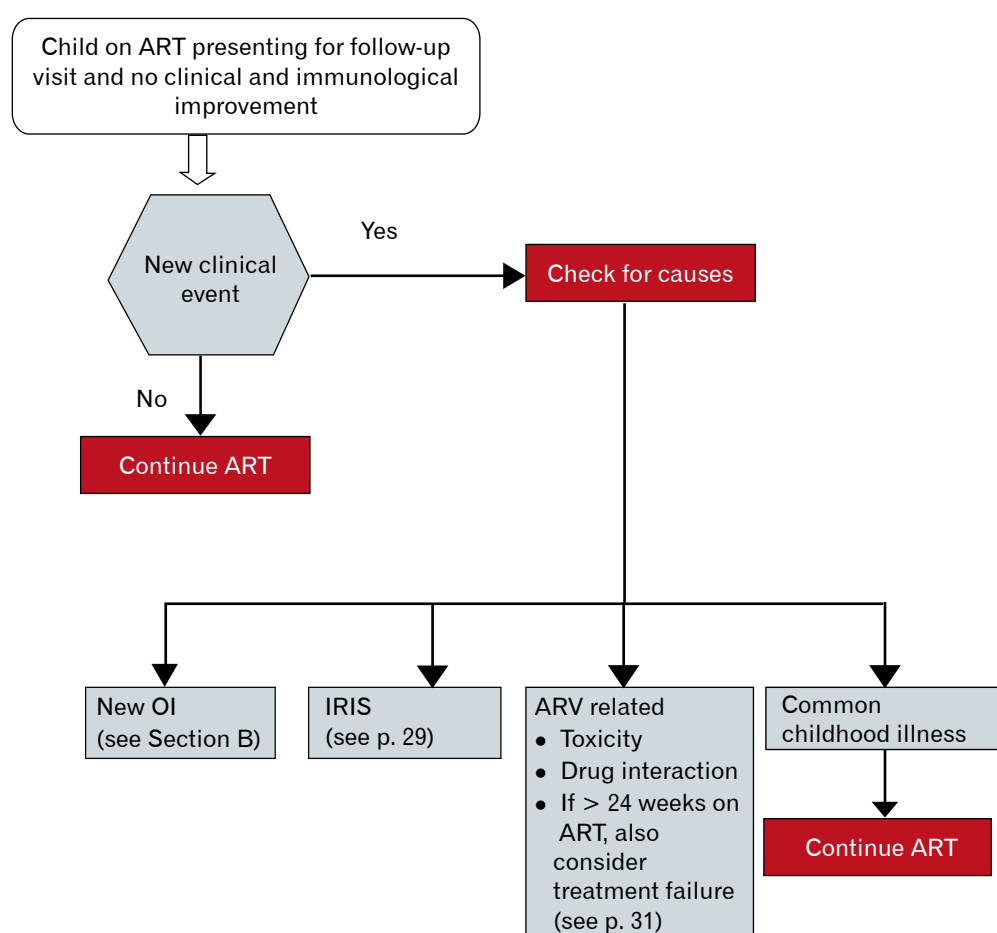 Child on ART presenting for follow-up
visit and no clinical and immunological
improvement
New clinical
event
Yes
Check for causes
No
Continue ART
New OI
(see Section B)
IRIS
(see p. 29)
ARV related
• Toxicity
• Drug interaction
• If > 24 weeks on
ART, also
consider
treatment failure
(see p. 31)
Common
childhood illness
Continue ART